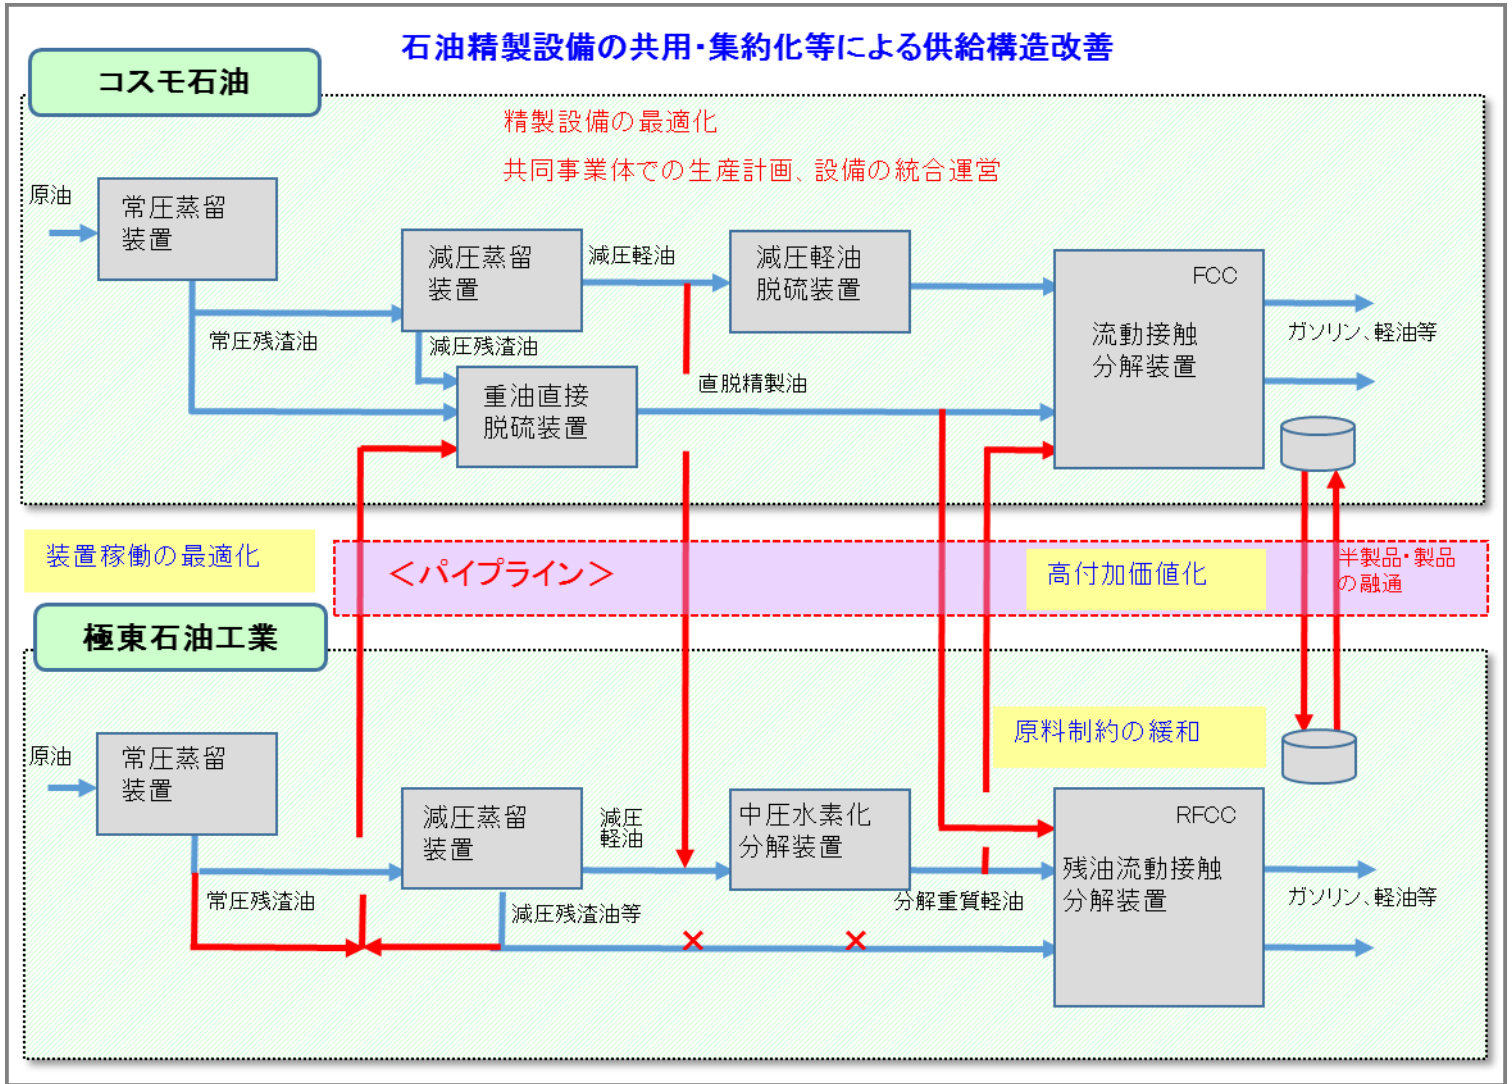 石油精製設備の共用・集約化等による供給構造改善
コスモ石油
精製設備の最適化
共同事業体での生産計画、設備の統合運営
原油
常圧蒸留
装置
減圧蒸留
装置
減圧軽油
減圧軽油
脱硫装置
FCC
流動接触
分解装置
ガソリン、軽油等
常圧残渣油
減圧残渣油
直脱精製油
重油直接
脱硫装置
装置稼働の最適化
＜パイプライン＞
高付加価値化
半製品・製品
の融通
極東石油工業
原料制約の緩和
原油
常圧蒸留
装置
減圧蒸留
装置
減圧
軽油
中圧水素化
分解装置
RFCC
残油流動接触
分解装置
ガソリン、軽油等
常圧残渣油
減圧残渣油等
分解重質軽油
× ×